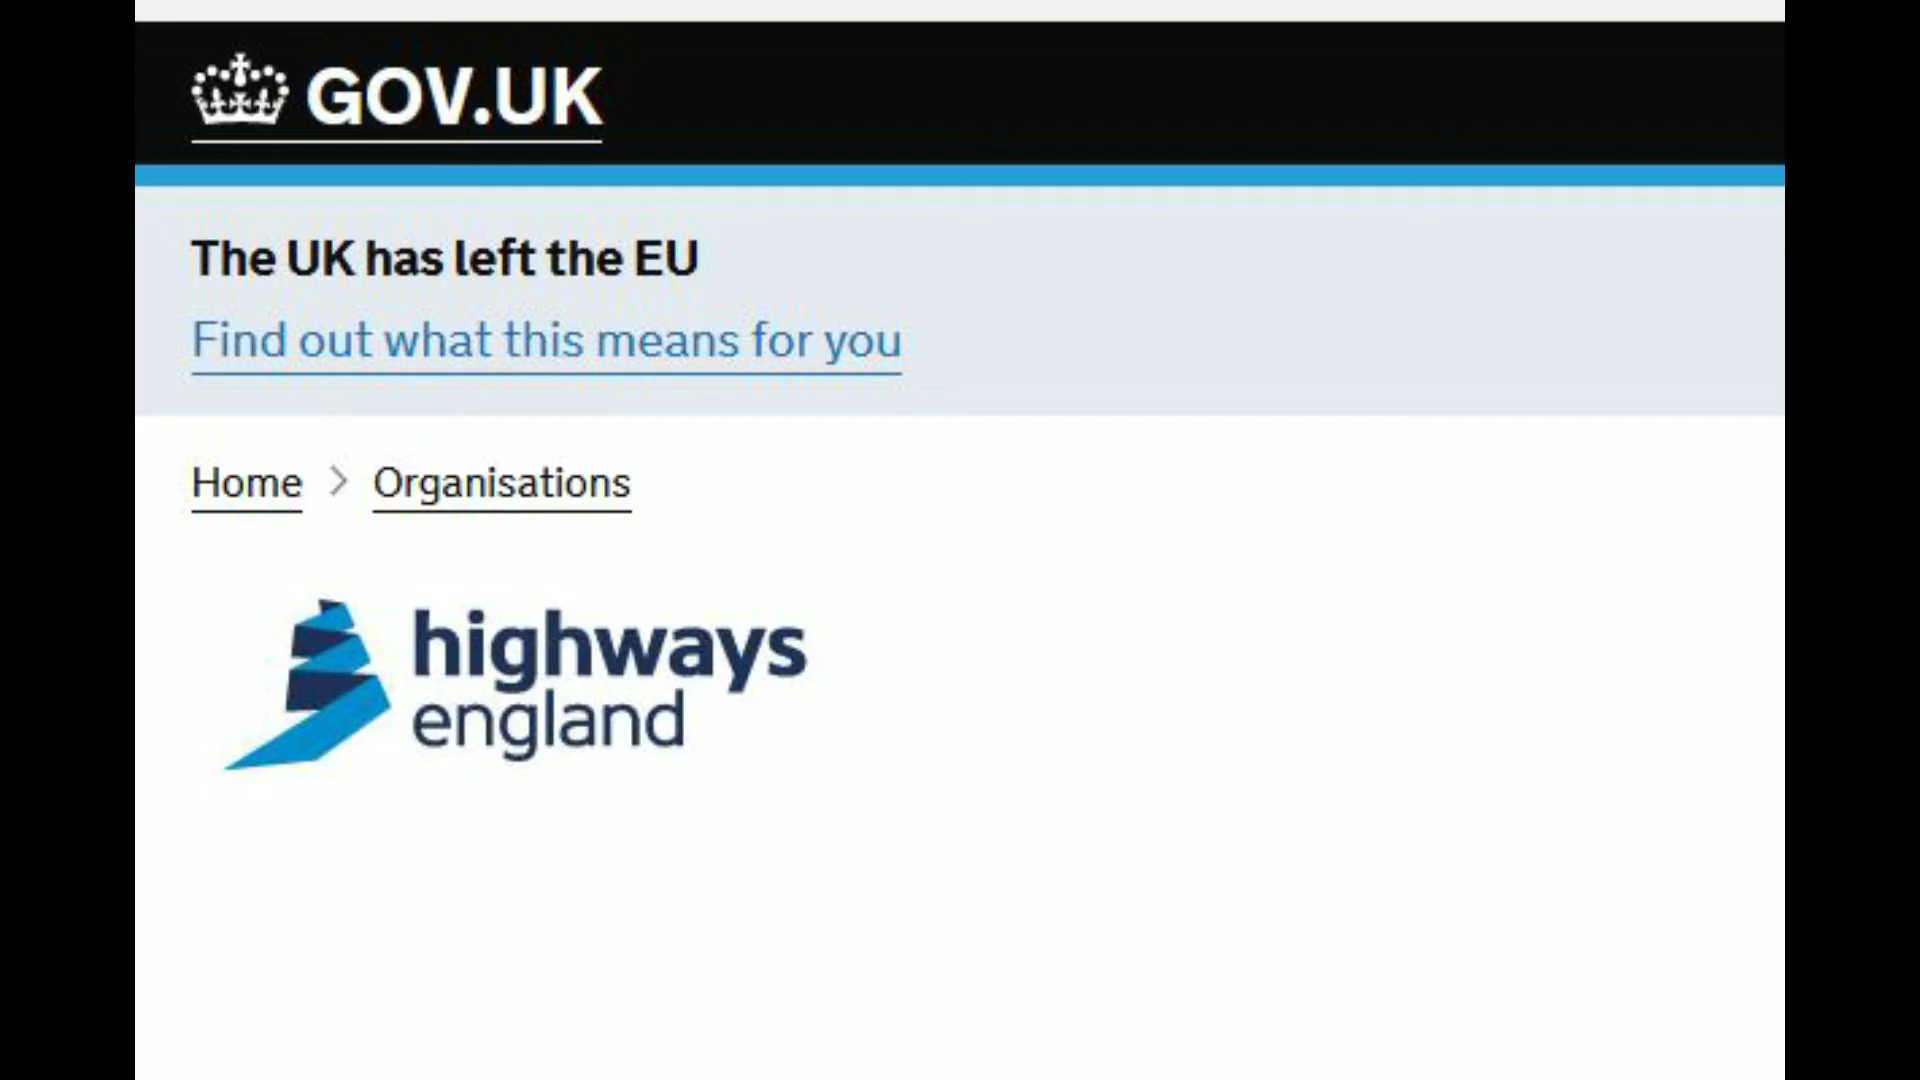 GOV.UK
The UK has left the EU
Find out what this means for you
Home > Organisations
highways
england